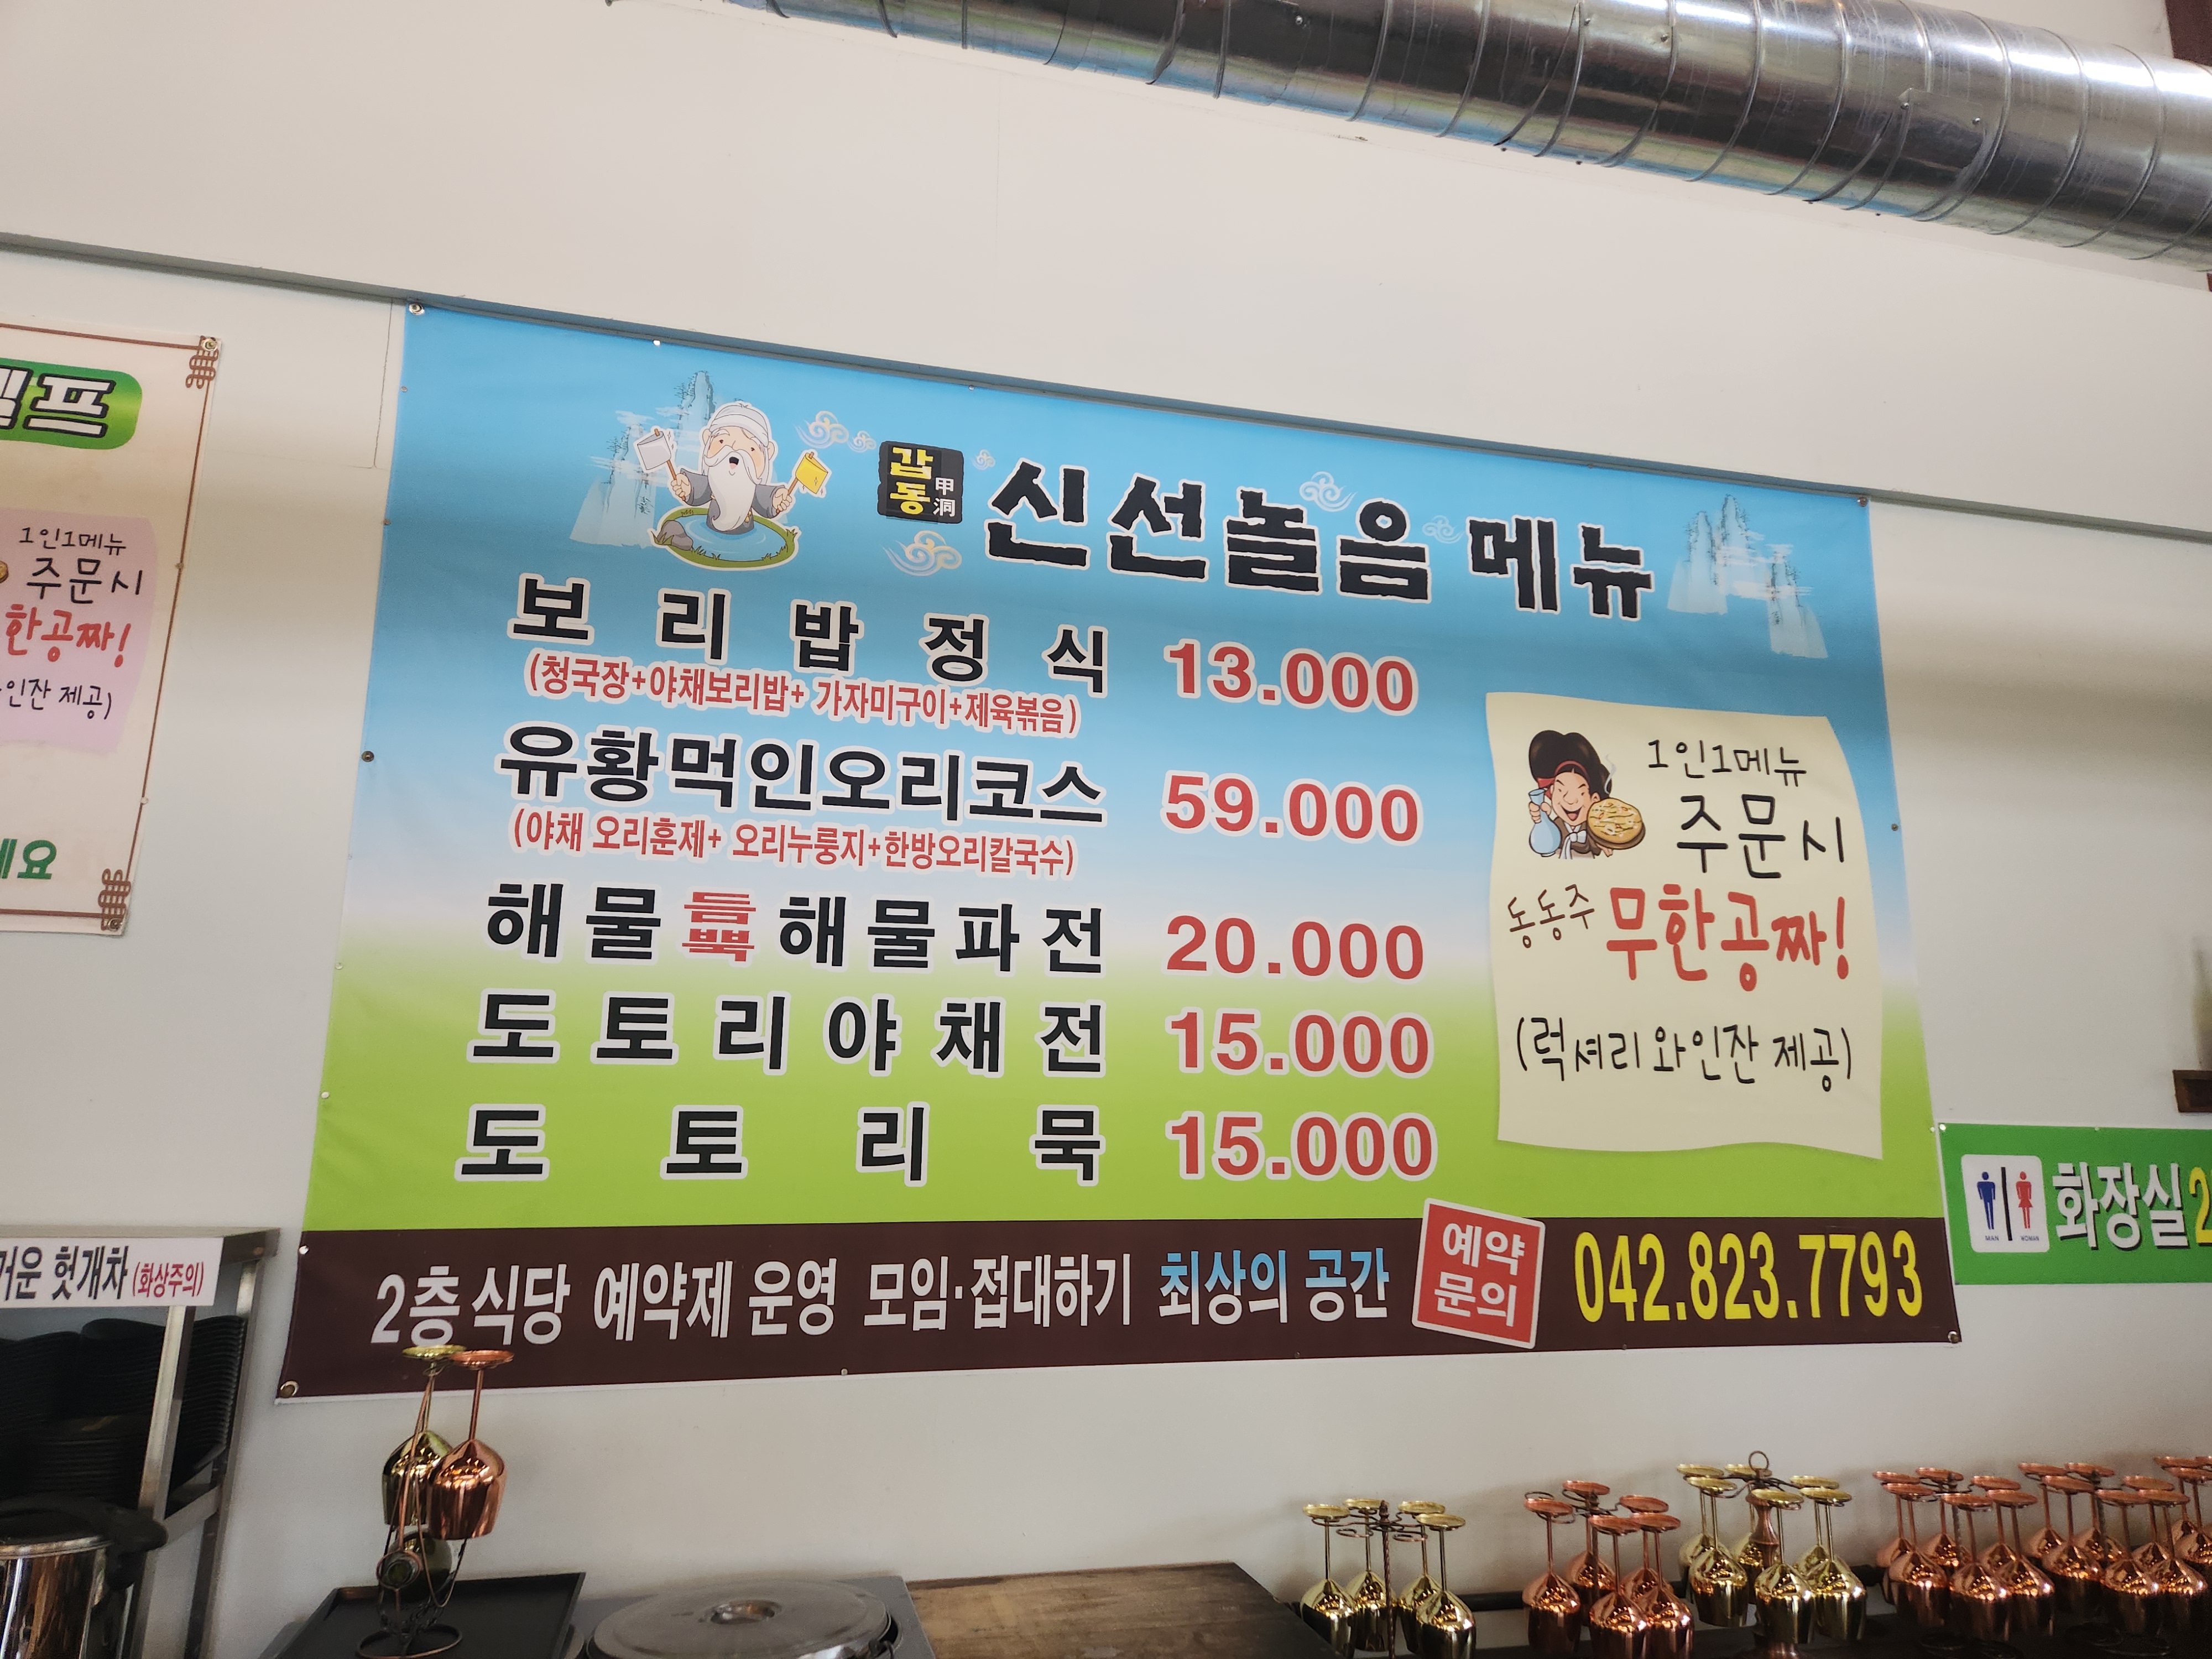 프
1인1메뉴
주문시
한공짜!
인잔 제공)
요
갑동
甲洞
신선놀음 메뉴
보리밥정식 13.000
(청국장+야채보리밥+ 가자미구이+제육볶음)
유황먹인오리코스 59.000
(야채 오리훈제+ 오리누룽지+한방오리칼국수)
해물듬뿍해물파전 20.000
도토리야채전 15.000
도토리묵 15.000
1인1메뉴
주문시
동동주 무한공짜!
(럭셔리 와인잔 제공)
2층식당 예약제 운영 모임·접대하기 최상의 공간
예약
문의
042.823.7793
운 헛개차 (화상주의)
MAN WOMAN
화장실 2